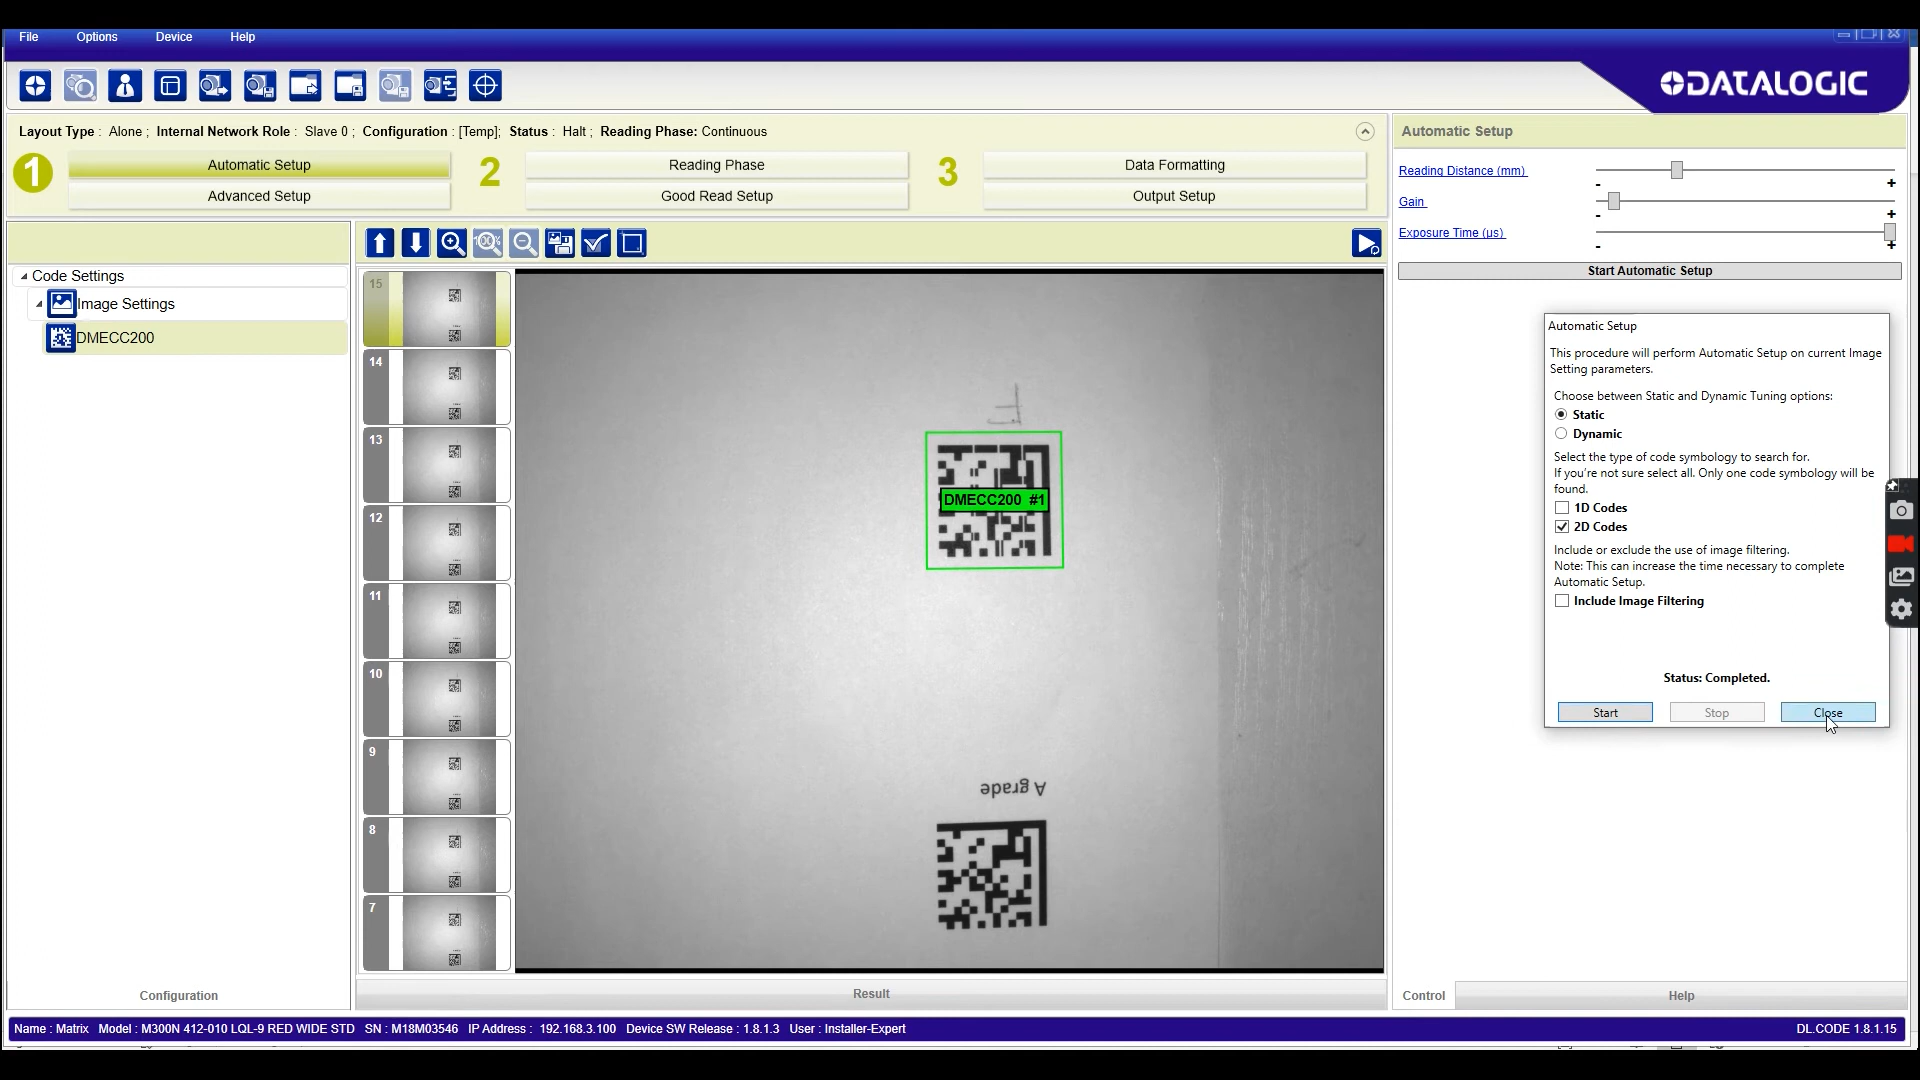 File Options Device Help
DATALOGIC
Layout Type : Alone ; Internal Network Role : Slave 0 ; Configuration : [Temp]; Status : Halt ; Reading Phase: Continuous
1 Automatic Setup
Advanced Setup
2 Reading Phase
Good Read Setup
3 Data Formatting
Output Setup
Code Settings
Image Settings
DMECC200
100%
15
14
13
12
11
10
9
8
7
F
DMECC200 #1
A grade
Automatic Setup
Reading Distance (mm)
- +
Gain
- +
Exposure Time (µs)
- +
Start Automatic Setup
Automatic Setup
This procedure will perform Automatic Setup on current Image
Setting parameters.
Choose between Static and Dynamic Tuning options:
Static
Dynamic
Select the type of code symbology to search for.
If you're not sure select all. Only one code symbology will be
found.
1D Codes
2D Codes
Include or exclude the use of image filtering.
Note: This can increase the time necessary to complete
Automatic Setup.
Include Image Filtering
Status: Completed.
Start Stop Close
Configuration
Result
Control Help
Name : Matrix Model : M300N 412-010 LQL-9 RED WIDE STD SN : M18M03546 IP Address : 192.168.3.100 Device SW Release : 1.8.1.3 User : Installer-Expert
DL.CODE 1.8.1.15